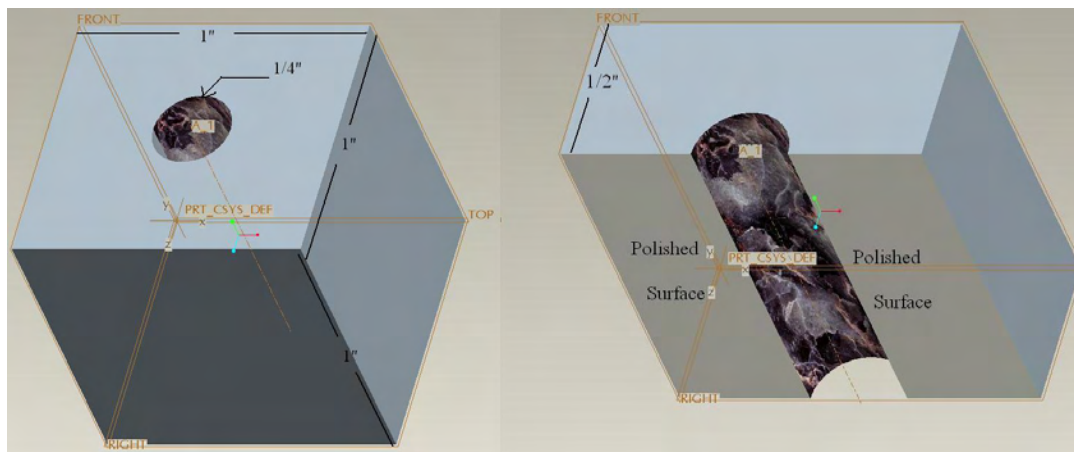 FRONT
1"
1/4"
A_1
1"
Y
PRT_CSYS_DEF
X
TOP
Z
1"
RIGHT
FRONT
1/2"
A_1
Polished
Y
PRT_CSYS_DEF
X
Polished
Surface
Z
Surface
RIGHT